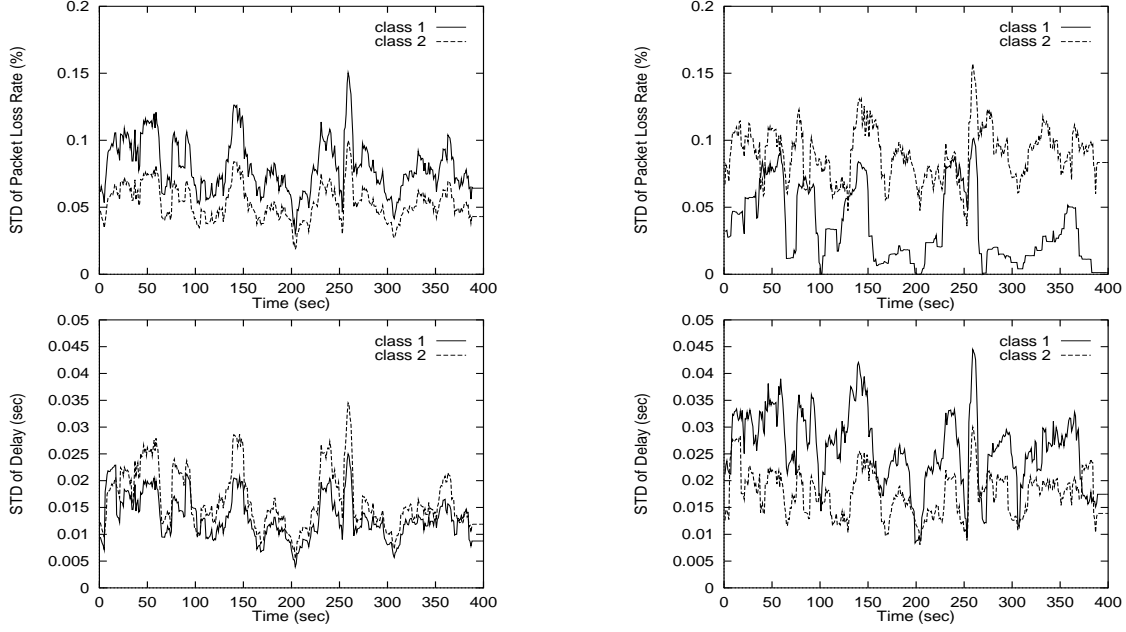 STD of Packet Loss Rate (%)
0.2
0.15
0.1
0.05
0
class 1
class 2
0 50 100 150 200 250 300 350 400
Time (sec)
STD of Packet Loss Rate (%)
0.2
0.15
0.1
0.05
0
class 1
class 2
0 50 100 150 200 250 300 350 400
Time (sec)
STD of Delay (sec)
0.05
0.045
0.04
0.035
0.03
0.025
0.02
0.015
0.01
0.005
0
class 1
class 2
0 50 100 150 200 250 300 350 400
Time (sec)
STD of Delay (sec)
0.05
0.045
0.04
0.035
0.03
0.025
0.02
0.015
0.01
0.005
0
class 1
class 2
0 50 100 150 200 250 300 350 400
Time (sec)